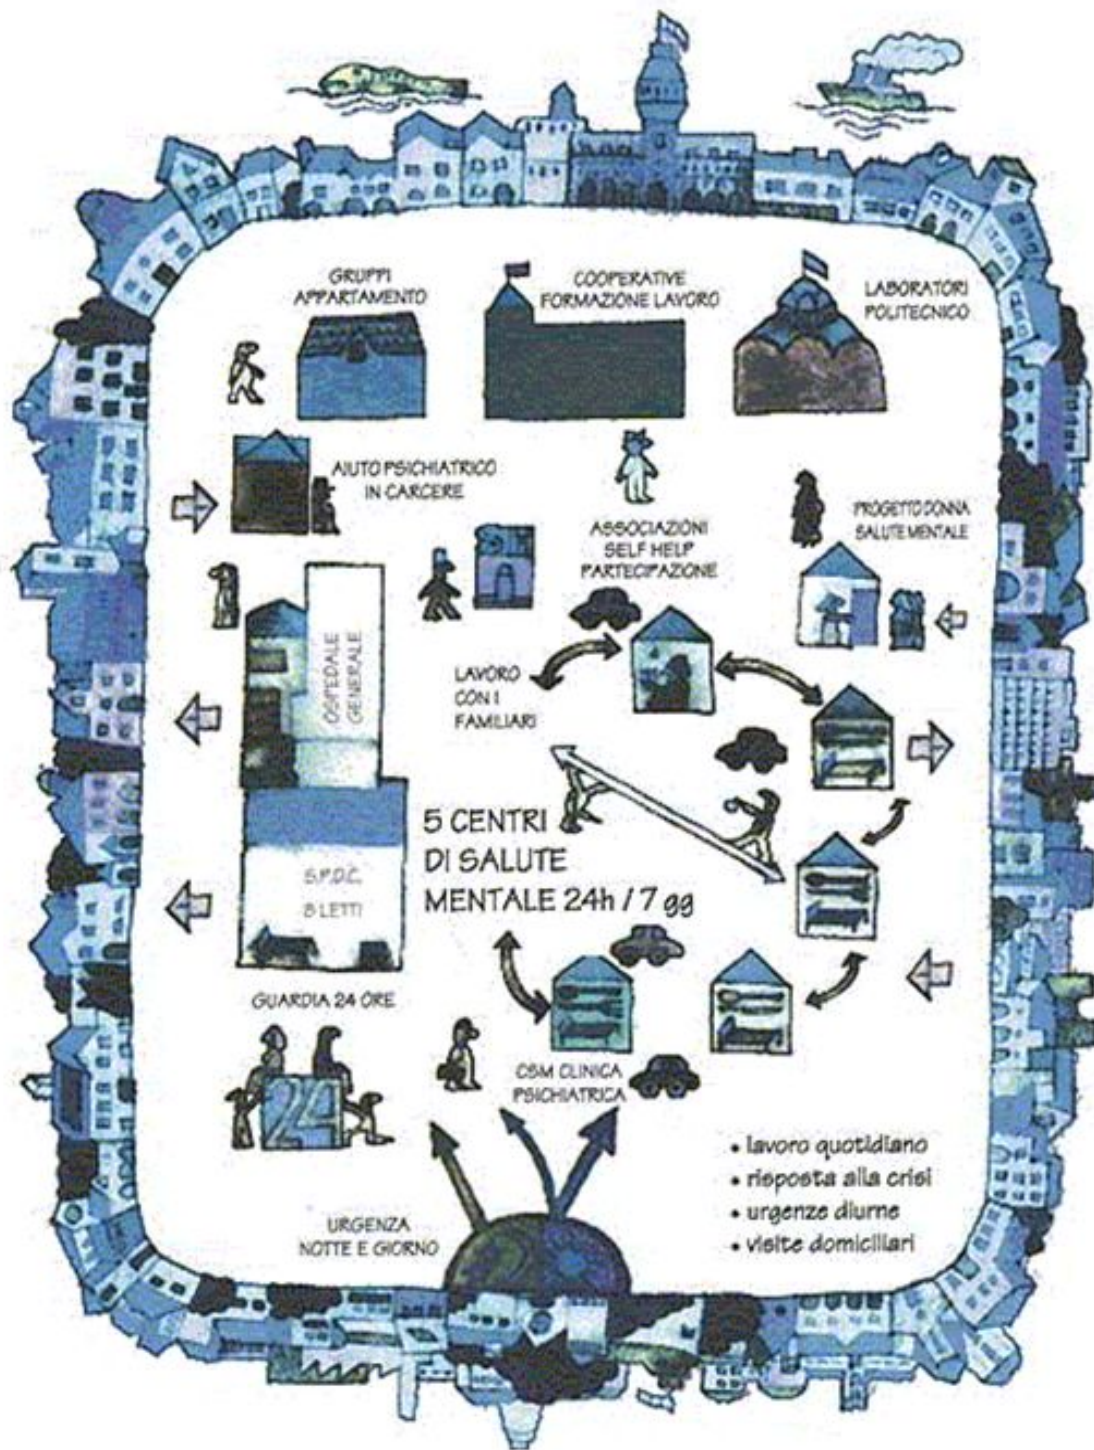 GRUPPI
APPARTAMENTO
COOPERATIVE
FORMAZIONE LAVORO
LABORATORI
POLITECNICO
AIUTO PSICHIATRICO
IN CARCERE
ASSOCIAZIONI
SELF HELP
PARTECIPAZIONE
PROGETTO DONNA
SALUTE MENTALE
OSPEDALE
GENERALE
LAVORO
CON I
FAMILIARI
5 CENTRI
DI SALUTE
MENTALE 24h / 7 gg
S.P.D.C.
8 LETTI
GUARDIA 24 ORE
24
CSM CLINICA
PSICHIATRICA
URGENZA
NOTTE E GIORNO
• lavoro quotidiano
• risposta alla crisi
• urgenze diurne
• visite domiciliari